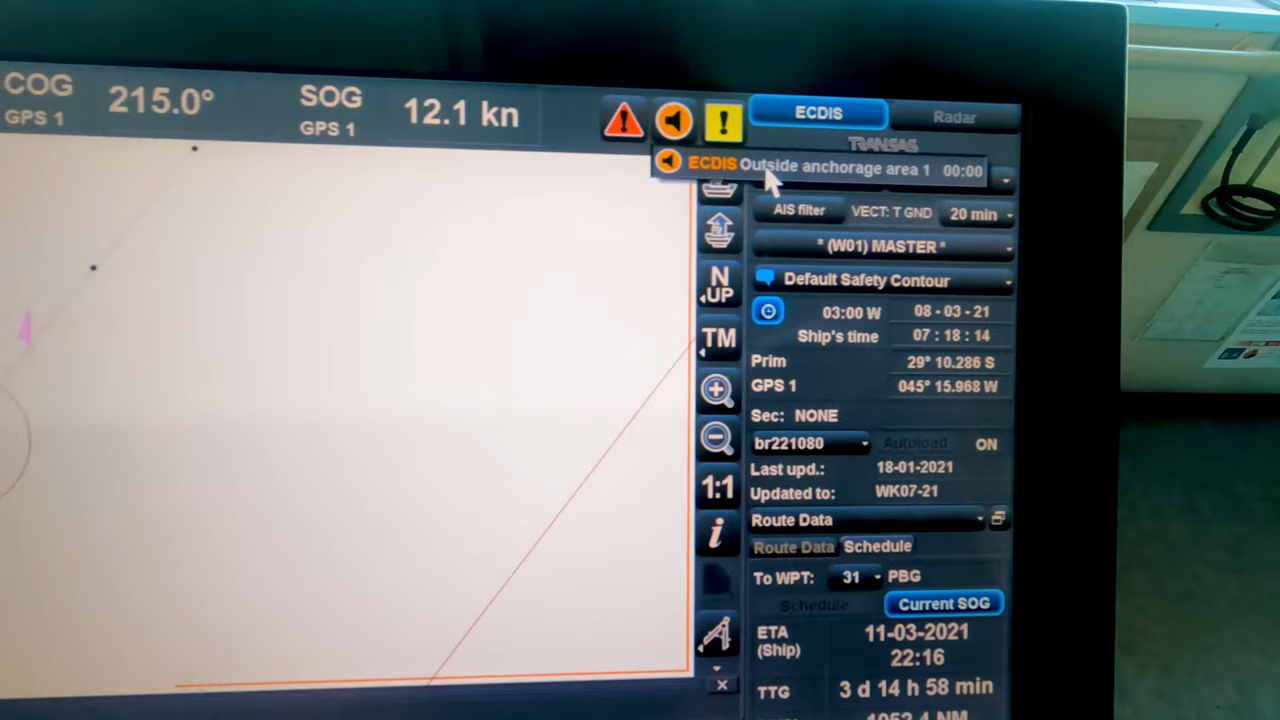 COG
GPS 1
215.0°
SOG
GPS 1
12.1 kn
ECDIS
Radar
TRANSAS
ECDIS Outside anchorage area 1 00:00
AIS filter
VECT: T GND
20 min
* (W01) MASTER *
N
UP
Default Safety Contour
03:00 W
08 - 03 - 21
TM
Ship's time
07 : 18 : 14
Prim
29° 10.286 S
GPS 1
045° 15.968 W
Sec: NONE
br221080
Autoload
ON
Last upd.:
18-01-2021
1:1
Updated to:
WK07-21
Route Data
i
Route Data
Schedule
To WPT:
31
PBG
Schedule
Current SOG
ETA
(Ship)
11-03-2021
22:16
X
TTG
3 d 14 h 58 min
1052.4 NM